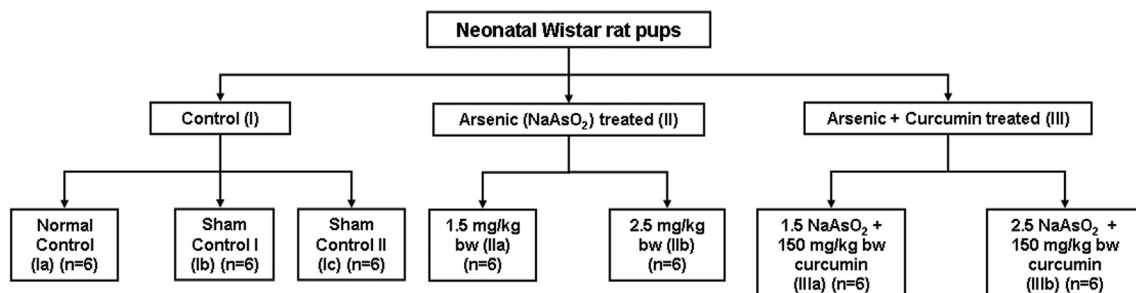 Neonatal Wistar rat pups
Control (I)
Arsenic (NaAsO₂) treated (II)
Arsenic + Curcumin treated (III)
Normal
Control
(Ia) (n=6)
Sham
Control I
(Ib) (n=6)
Sham
Control II
(Ic) (n=6)
1.5 mg/kg
bw (IIa)
(n=6)
2.5 mg/kg
bw (IIb)
(n=6)
1.5 NaAsO₂ +
150 mg/kg bw
curcumin
(IIIa) (n=6)
2.5 NaAsO₂ +
150 mg/kg bw
curcumin
(IIIb) (n=6)